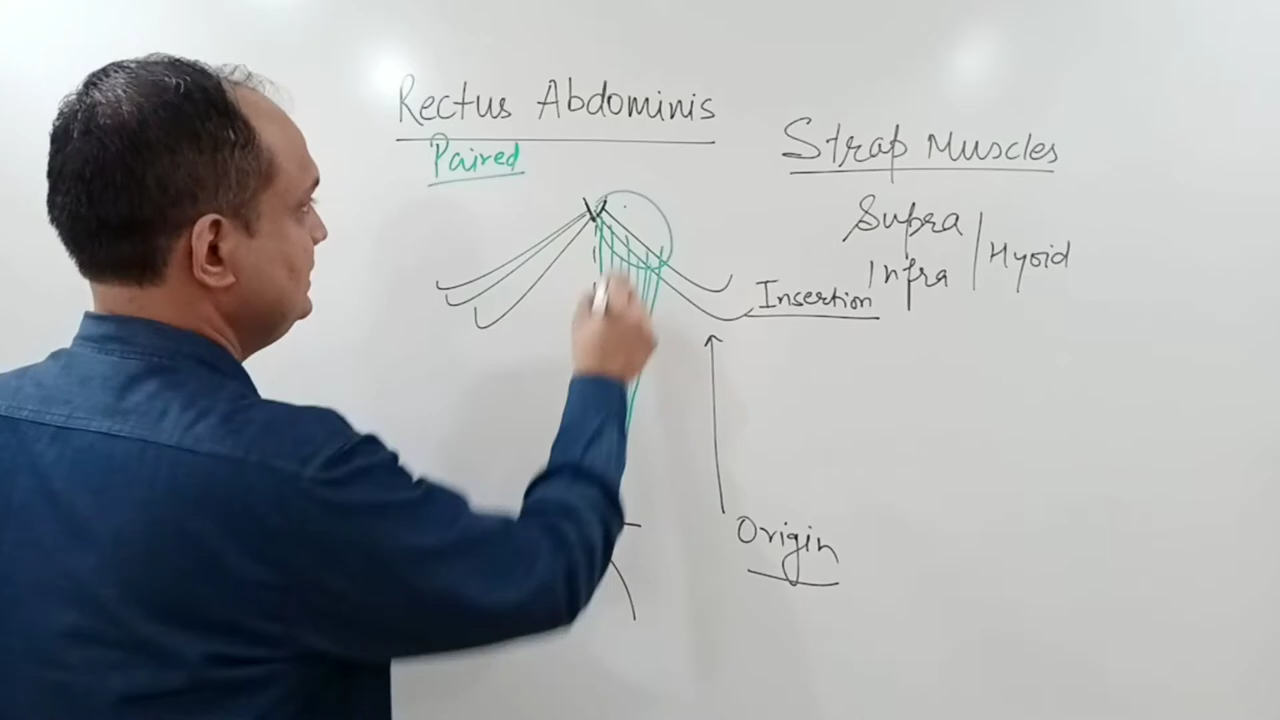 Rectus Abdominis
Paired
Strap Muscles
Supra
Infra
/Hyoid
Insertion
Origin